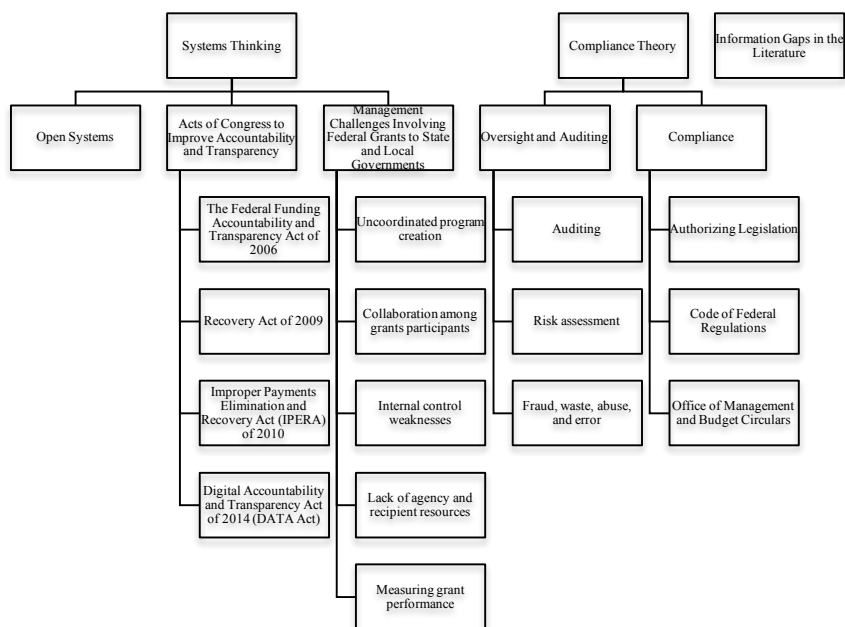 Systems Thinking
Compliance Theory
Information Gaps in the
Literature
Open Systems
Acts of Congress to
Improve Accountability
and Transparency
Management
Challenges Involving
Federal Grants to State
and Local
Governments
Oversight and Auditing
Compliance
The Federal Funding
Accountability and
Transparency Act of
2006
Recovery Act of 2009
Improper Payments
Elimination and
Recovery Act (IPERA)
of 2010
Digital Accountability
and Transparency Act
of 2014 (DATA Act)
Uncoordinated program
creation
Collaboration among
grants participants
Internal control
weaknesses
Lack of agency and
recipient resources
Measuring grant
performance
Auditing
Risk assessment
Fraud, waste, abuse,
and error
Authorizing Legislation
Code of Federal
Regulations
Office of Management
and Budget Circulars